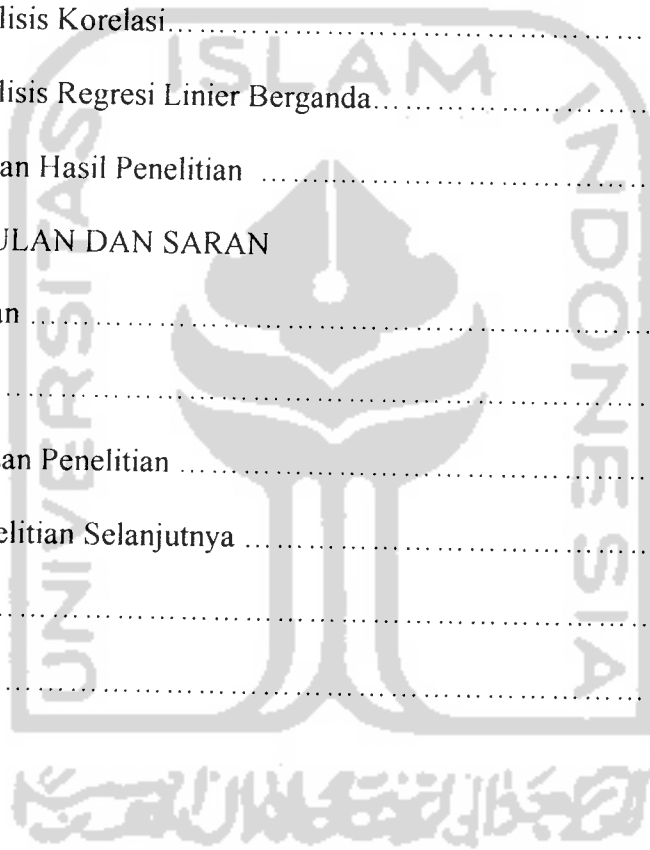 lisis Korelasi................................................
lisis Regresi Linier Berganda............................
an Hasil Penelitian ..........................................
ULAN DAN SARAN
an ..................................................................
.....................................................................
an Penelitian ....................................................
elitian Selanjutnya ...........................................
.....................................................................
.....................................................................
UNIVERSITAS ISLAM INDONESIA